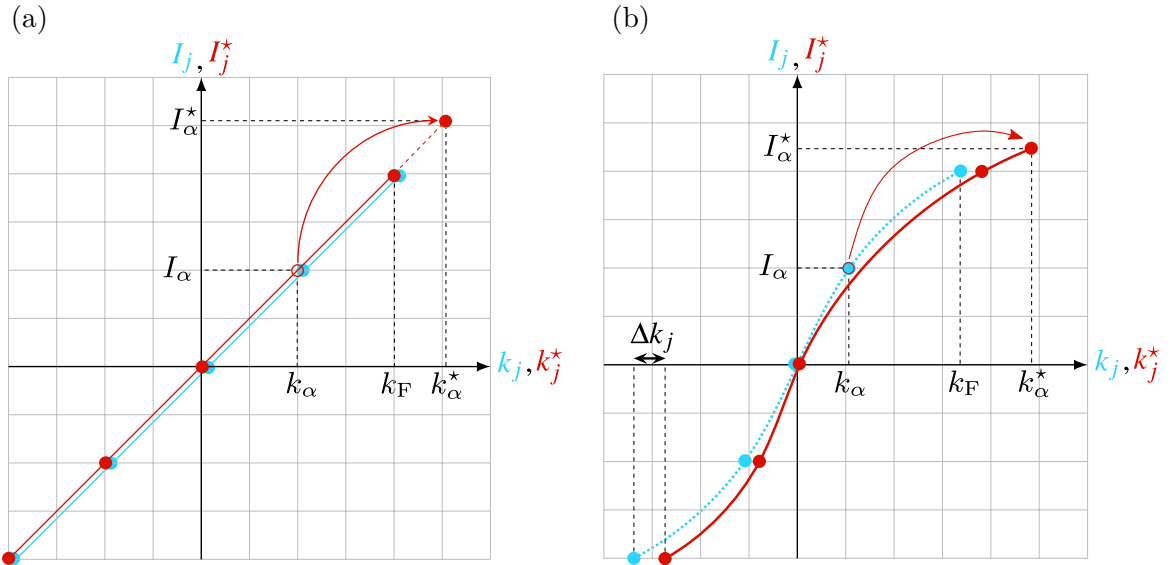 (a)
(b)
I_j, I_j^⋆
I_j, I_j^⋆
I_α^⋆
I_α^⋆
I_α
I_α
Δk_j
k_α
k_F
k_α^⋆
k_j, k_j^⋆
k_α
k_F
k_α^⋆
k_j, k_j^⋆